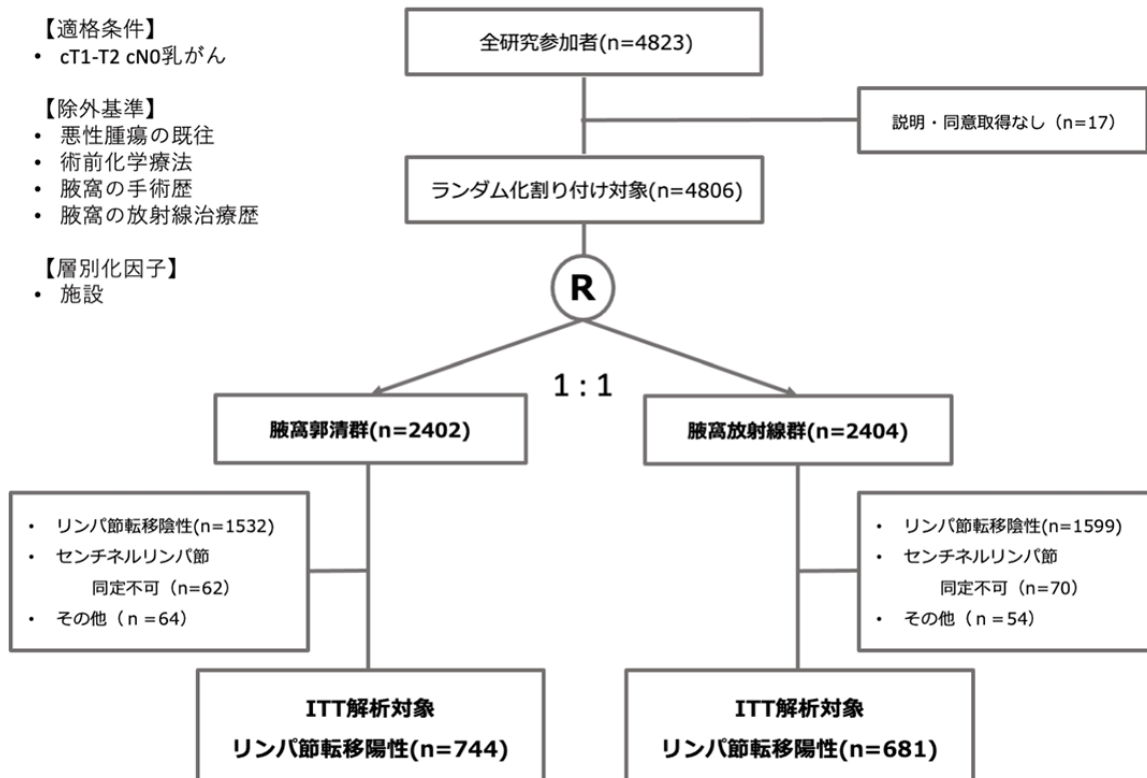 【適格条件】
• cT1-T2 cN0乳がん
【除外基準】
• 悪性腫瘍の既往
• 術前化学療法
• 腋窩の手術歴
• 腋窩の放射線治療歴
【層別化因子】
• 施設
全研究参加者(n=4823)
説明・同意取得なし（n=17）
ランダム化割り付け対象(n=4806)
R
1 : 1
腋窩郭清群(n=2402)
腋窩放射線群(n=2404)
• リンパ節転移陰性(n=1532)
• センチネルリンパ節
同定不可（n=62）
• その他（ｎ＝64）
• リンパ節転移陰性(n=1599)
• センチネルリンパ節
同定不可（n=70）
• その他（ｎ＝54）
ITT解析対象
リンパ節転移陽性(n=744)
ITT解析対象
リンパ節転移陽性(n=681)